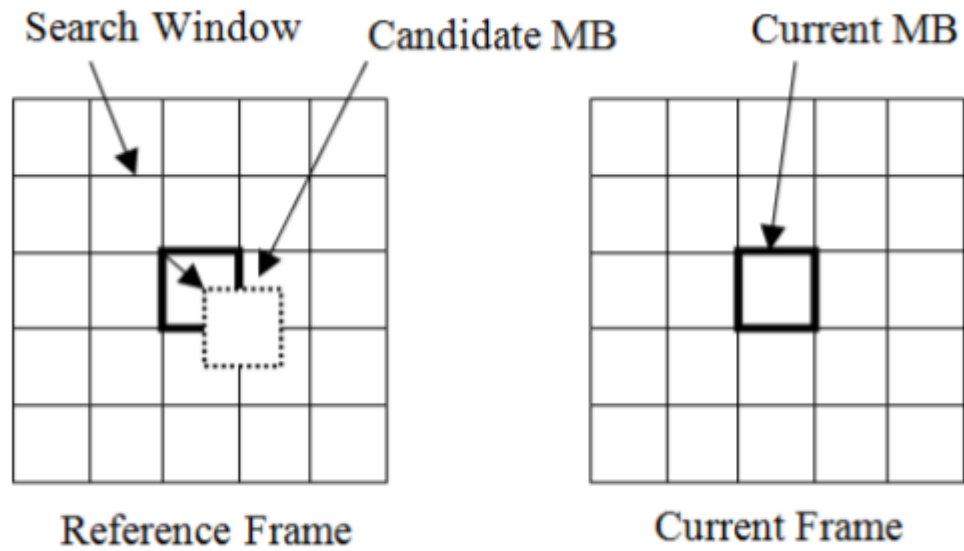 Search Window
Candidate MB
Current MB
Reference Frame
Current Frame